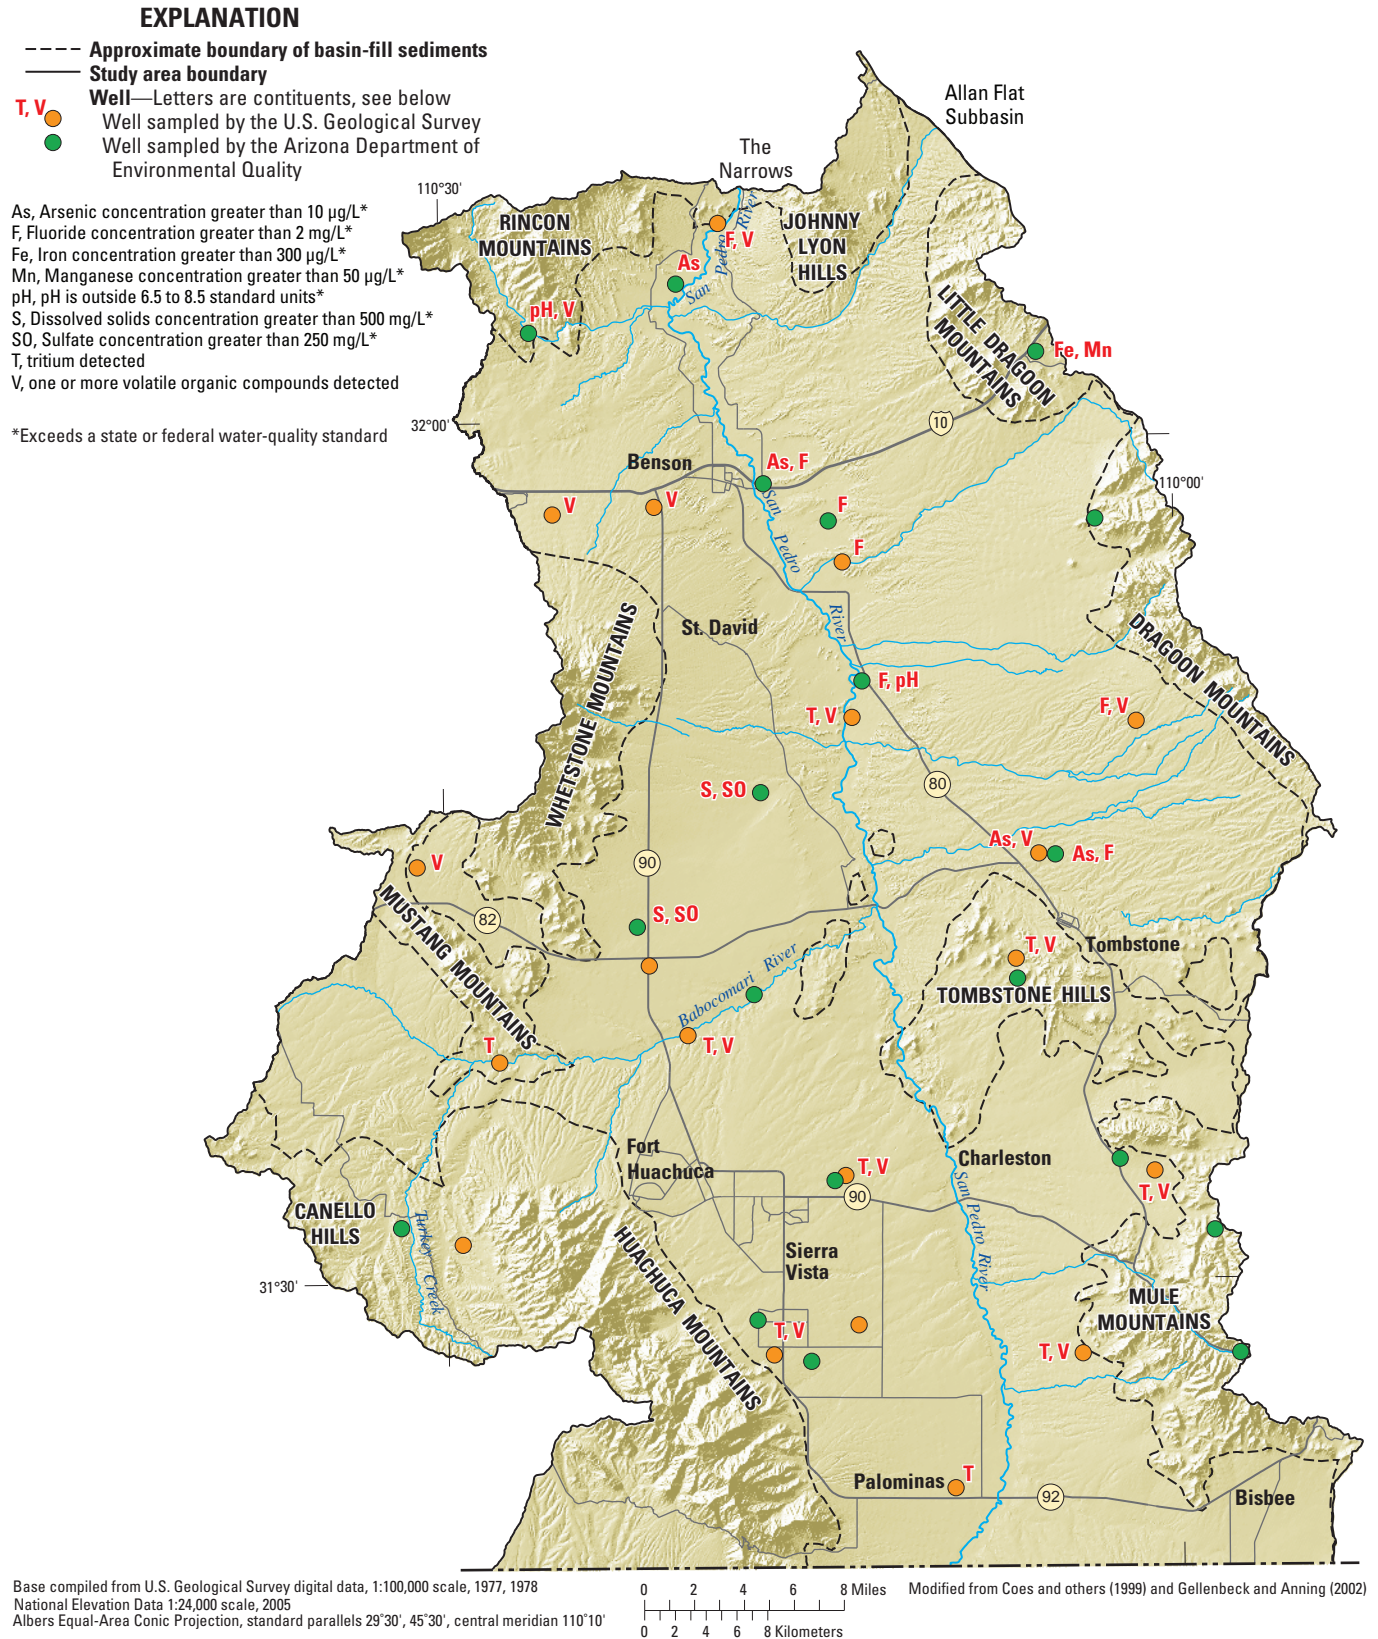 EXPLANATION
Approximate boundary of basin-fill sediments
Study area boundary
Well—Letters are contituents, see below
T, V
Well sampled by the U.S. Geological Survey
Well sampled by the Arizona Department of
Environmental Quality
As, Arsenic concentration greater than 10 µg/L*
F, Fluoride concentration greater than 2 mg/L*
Fe, Iron concentration greater than 300 µg/L*
Mn, Manganese concentration greater than 50 µg/L*
pH, pH is outside 6.5 to 8.5 standard units*
S, Dissolved solids concentration greater than 500 mg/L*
SO, Sulfate concentration greater than 250 mg/L*
T, tritium detected
V, one or more volatile organic compounds detected
*Exceeds a state or federal water-quality standard
Allan Flat
Subbasin
The
Narrows
110°30'
RINCON
MOUNTAINS
JOHNNY
LYON
HILLS
F, V
San Pedro River
As
pH, V
LITTLE DRAGOON
MOUNTAINS
Fe, Mn
32°00'
10
Benson
As, F
110°00'
V
V
F
F
San Pedro River
WHETSTONE MOUNTAINS
St. David
DRAGOON MOUNTAINS
F, pH
T, V
F, V
S, SO
80
As, V
As, F
90
V
82
MUSTANG MOUNTAINS
S, SO
T, V
Tombstone
TOMBSTONE HILLS
Babocomari River
T, V
T
Fort
Huachuca
Charleston
T, V
90
T, V
San Pedro River
CANELLO
HILLS
Turkey Creek
HUACHUCA MOUNTAINS
Sierra
Vista
31°30'
MULE
MOUNTAINS
T, V
T, V
Palominas
T
92
Bisbee
Base compiled from U.S. Geological Survey digital data, 1:100,000 scale, 1977, 1978
National Elevation Data 1:24,000 scale, 2005
Albers Equal-Area Conic Projection, standard parallels 29°30', 45°30', central meridian 110°10'
0 2 4 6 8 Miles
0 2 4 6 8 Kilometers
Modified from Coes and others (1999) and Gellenbeck and Anning (2002)